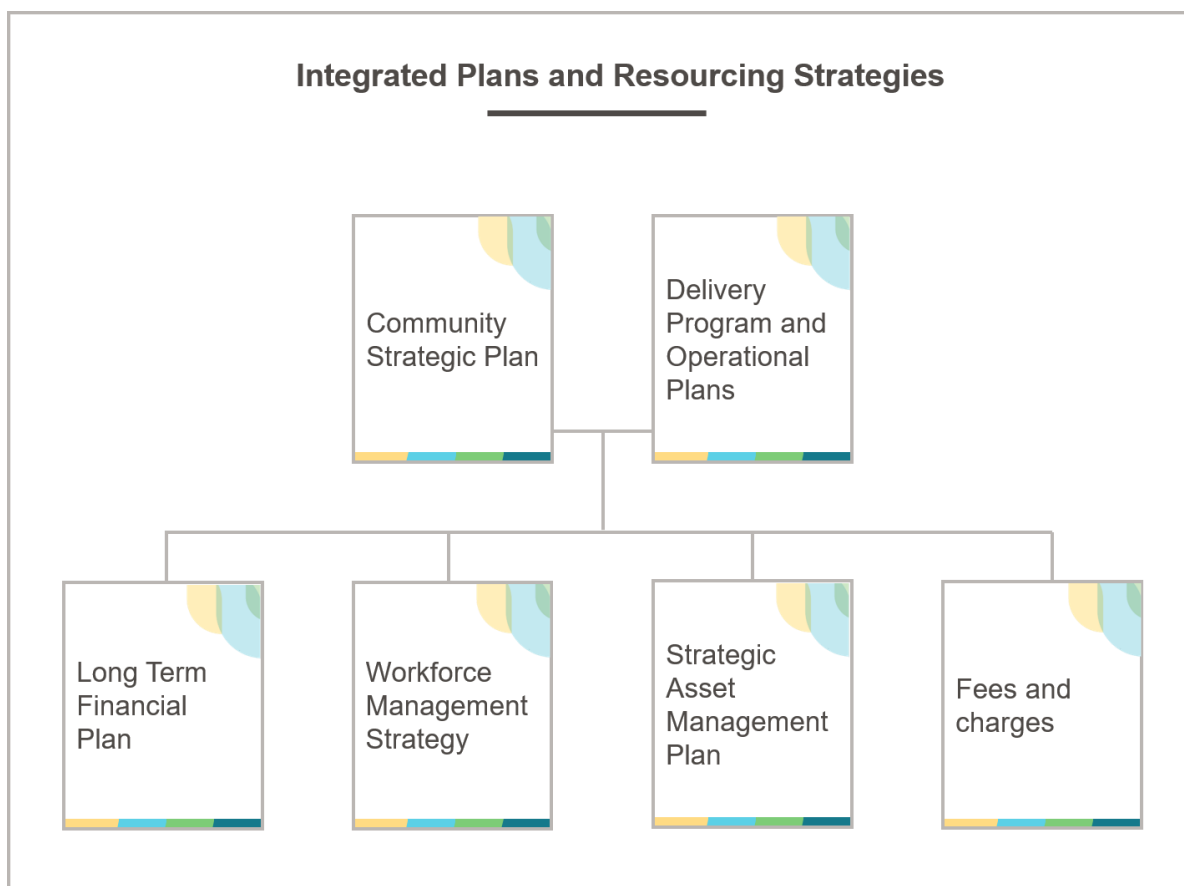 Integrated Plans and Resourcing Strategies
Community
Strategic Plan
Delivery
Program and
Operational
Plans
Long Term
Financial
Plan
Workforce
Management
Strategy
Strategic
Asset
Management
Plan
Fees and
charges